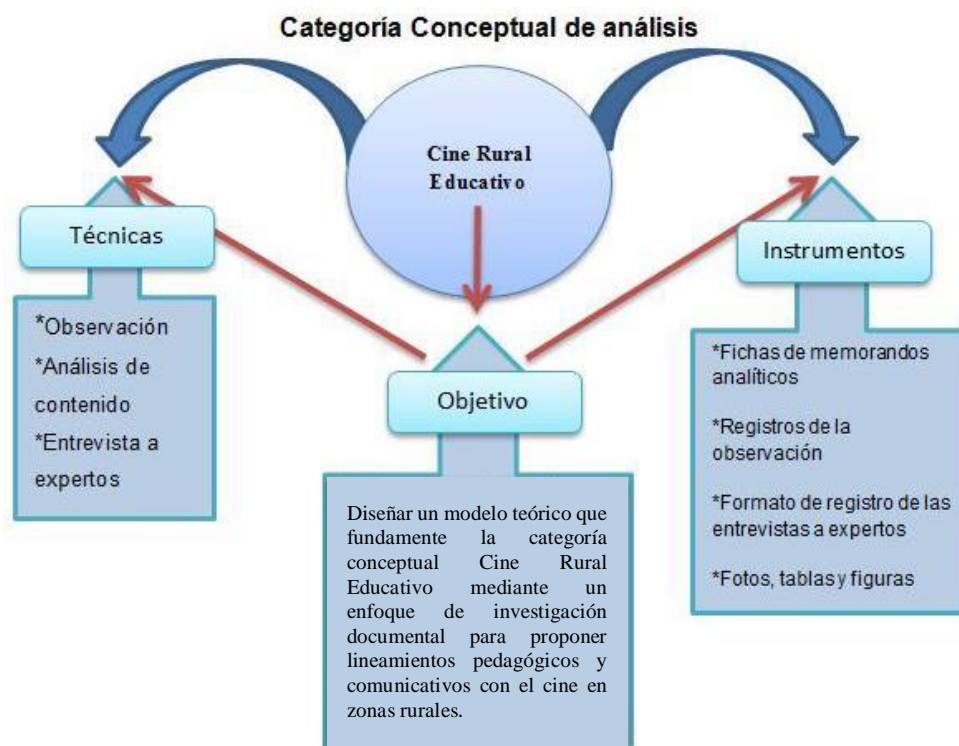 Categoría Conceptual de análisis
Cine Rural
Educativo
Técnicas
*Observación
*Análisis de
contenido
*Entrevista a
expertos
Objetivo
Diseñar un modelo teórico que
fundamente la categoría
conceptual Cine Rural
Educativo mediante un
enfoque de investigación
documental para proponer
lineamientos pedagógicos y
comunicativos con el cine en
zonas rurales.
Instrumentos
*Fichas de memorandos
analíticos
*Registros de la
observación
*Formato de registro de las
entrevistas a expertos
*Fotos, tablas y figuras